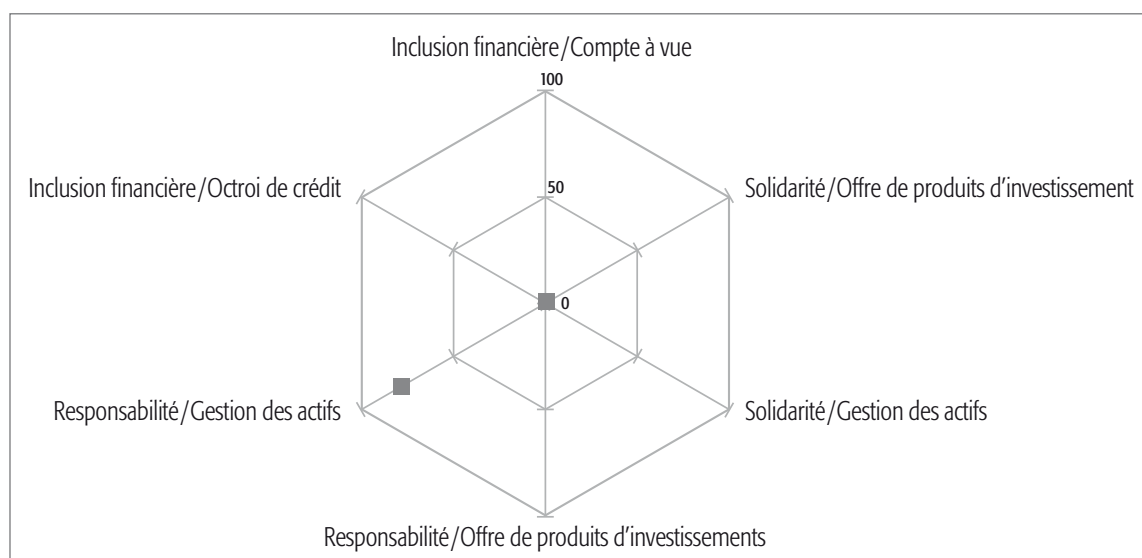 Inclusion financière/Compte à vue
100
Inclusion financière/Octroi de crédit
Solidarité/Offre de produits d’investissement
50
0
Responsabilité/Gestion des actifs
Solidarité/Gestion des actifs
Responsabilité/Offre de produits d’investissements